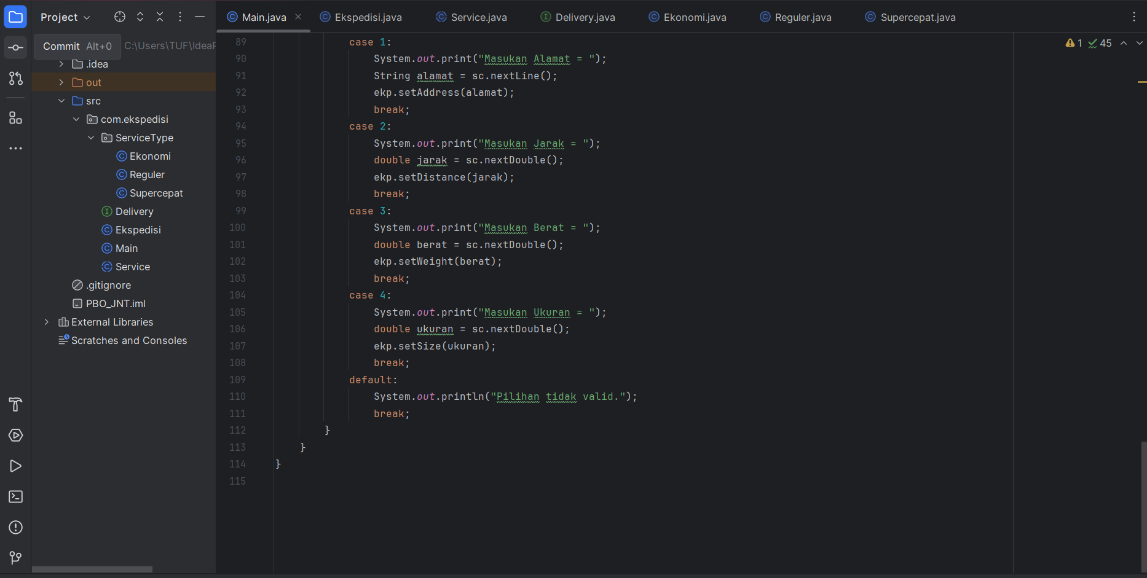 Project
Main.java
Ekspedisi.java
Service.java
Delivery.java
Ekonomi.java
Reguler.java
Supercepat.java
Commit Alt+0
C:\Users\TUF\IdeaP
.idea
out
src
com.ekspedisi
ServiceType
Ekonomi
Reguler
Supercepat
Delivery
Ekspedisi
Main
Service
.gitignore
PBO_JNT.iml
External Libraries
Scratches and Consoles
1 45
89 case 1:
90 System.out.print("Masukan Alamat = ");
91 String alamat = sc.nextLine();
92 ekp.setAddress(alamat);
93 break;
94 case 2:
95 System.out.print("Masukan Jarak = ");
96 double jarak = sc.nextDouble();
97 ekp.setDistance(jarak);
98 break;
99 case 3:
100 System.out.print("Masukan Berat = ");
101 double berat = sc.nextDouble();
102 ekp.setWeight(berat);
103 break;
104 case 4:
105 System.out.print("Masukan Ukuran = ");
106 double ukuran = sc.nextDouble();
107 ekp.setSize(ukuran);
108 break;
109 default:
110 System.out.println("Pilihan tidak valid.");
111 break;
112 }
113 }
114 }
115